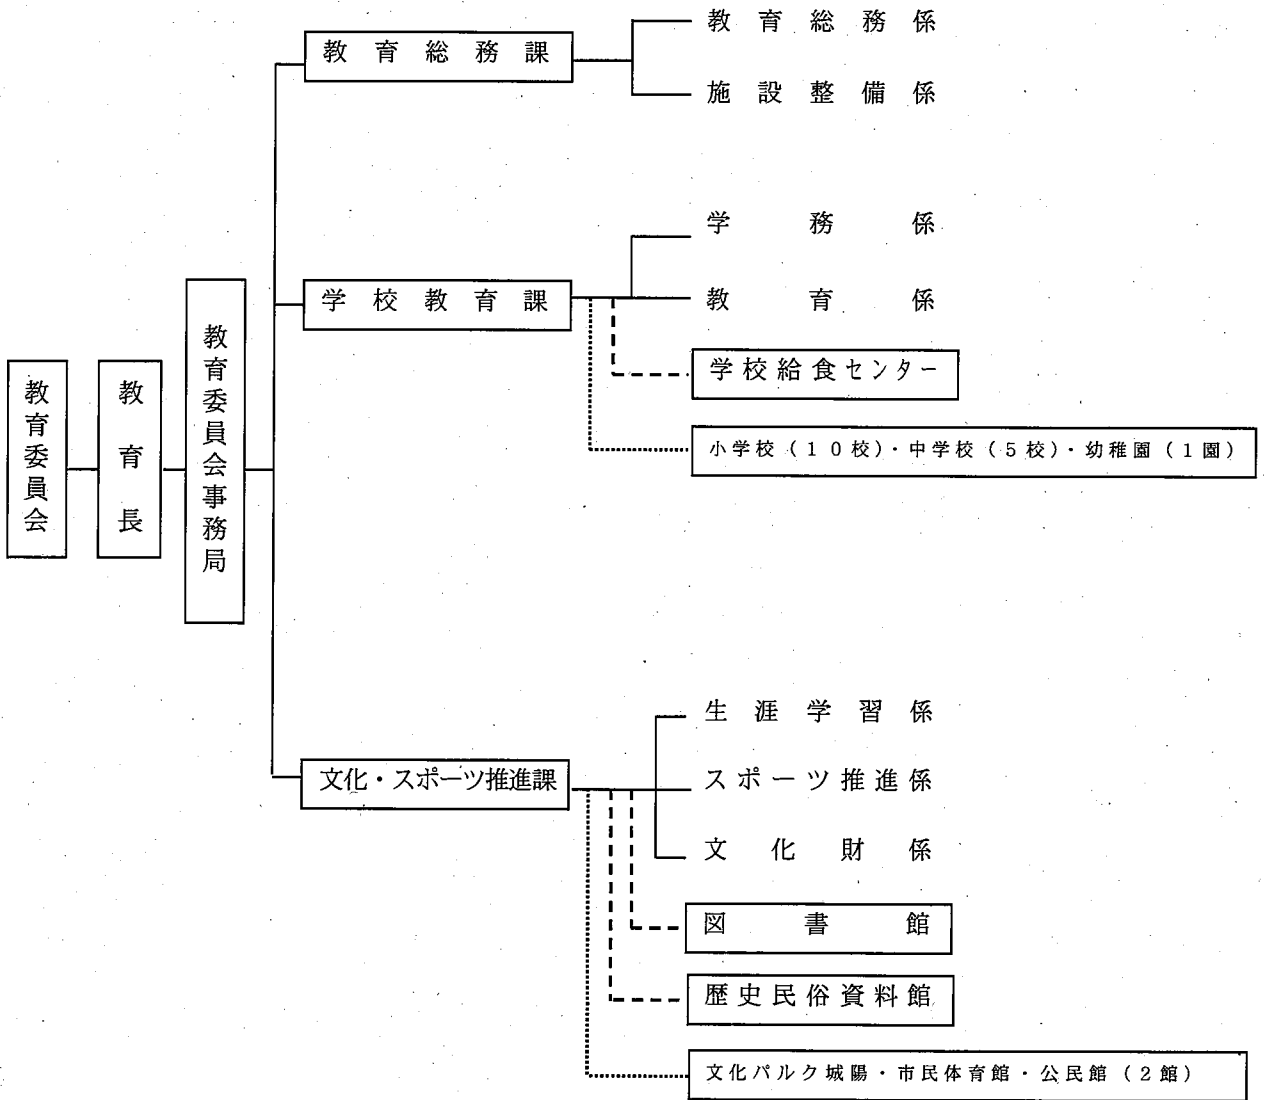 教育委員会
教育長
教育委員会事務局
教育総務課
教育総務係
施設整備係
学校教育課
学務係
教育係
学校給食センター
小学校（１０校）・中学校（５校）・幼稚園（１園）
文化・スポーツ推進課
生涯学習係
スポーツ推進係
文化財係
図書館
歴史民俗資料館
文化パルク城陽・市民体育館・公民館（２館）